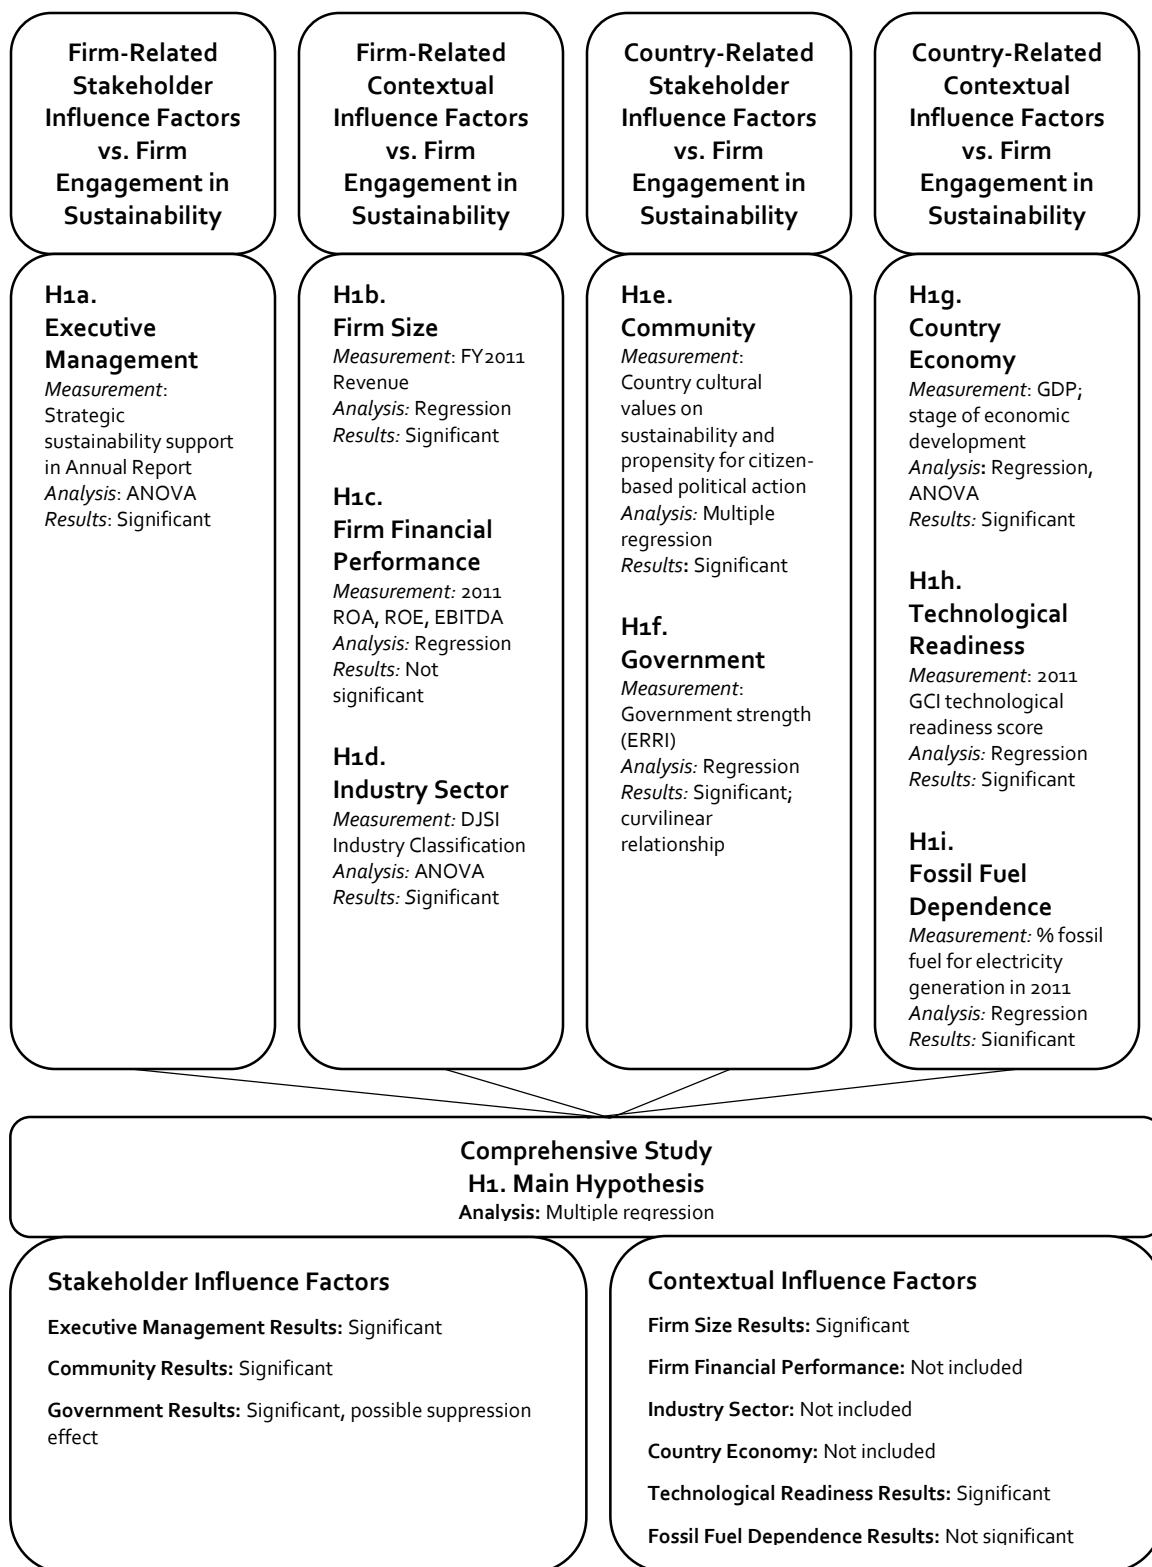 Firm-Related
Stakeholder
Influence Factors
vs. Firm
Engagement in
Sustainability
Firm-Related
Contextual
Influence Factors
vs. Firm
Engagement in
Sustainability
Country-Related
Stakeholder
Influence Factors
vs. Firm
Engagement in
Sustainability
Country-Related
Contextual
Influence Factors
vs. Firm
Engagement in
Sustainability
H1a.
Executive
Management
Measurement:
Strategic
sustainability support
in Annual Report
Analysis: ANOVA
Results: Significant
H1b.
Firm Size
Measurement: FY2011
Revenue
Analysis: Regression
Results: Significant
H1c.
Firm Financial
Performance
Measurement: 2011
ROA, ROE, EBITDA
Analysis: Regression
Results: Not
significant
H1d.
Industry Sector
Measurement: DJSI
Industry Classification
Analysis: ANOVA
Results: Significant
H1e.
Community
Measurement:
Country cultural
values on
sustainability and
propensity for citizen-
based political action
Analysis: Multiple
regression
Results: Significant
H1f.
Government
Measurement:
Government strength
(ERRI)
Analysis: Regression
Results: Significant;
curvilinear
relationship
H1g.
Country
Economy
Measurement: GDP;
stage of economic
development
Analysis: Regression,
ANOVA
Results: Significant
H1h.
Technological
Readiness
Measurement: 2011
GCI technological
readiness score
Analysis: Regression
Results: Significant
H1i.
Fossil Fuel
Dependence
Measurement: % fossil
fuel for electricity
generation in 2011
Analysis: Regression
Results: Significant
Comprehensive Study
H1. Main Hypothesis
Analysis: Multiple regression
Stakeholder Influence Factors
Executive Management Results: Significant
Community Results: Significant
Government Results: Significant, possible suppression
effect
Contextual Influence Factors
Firm Size Results: Significant
Firm Financial Performance: Not included
Industry Sector: Not included
Country Economy: Not included
Technological Readiness Results: Significant
Fossil Fuel Dependence Results: Not significant